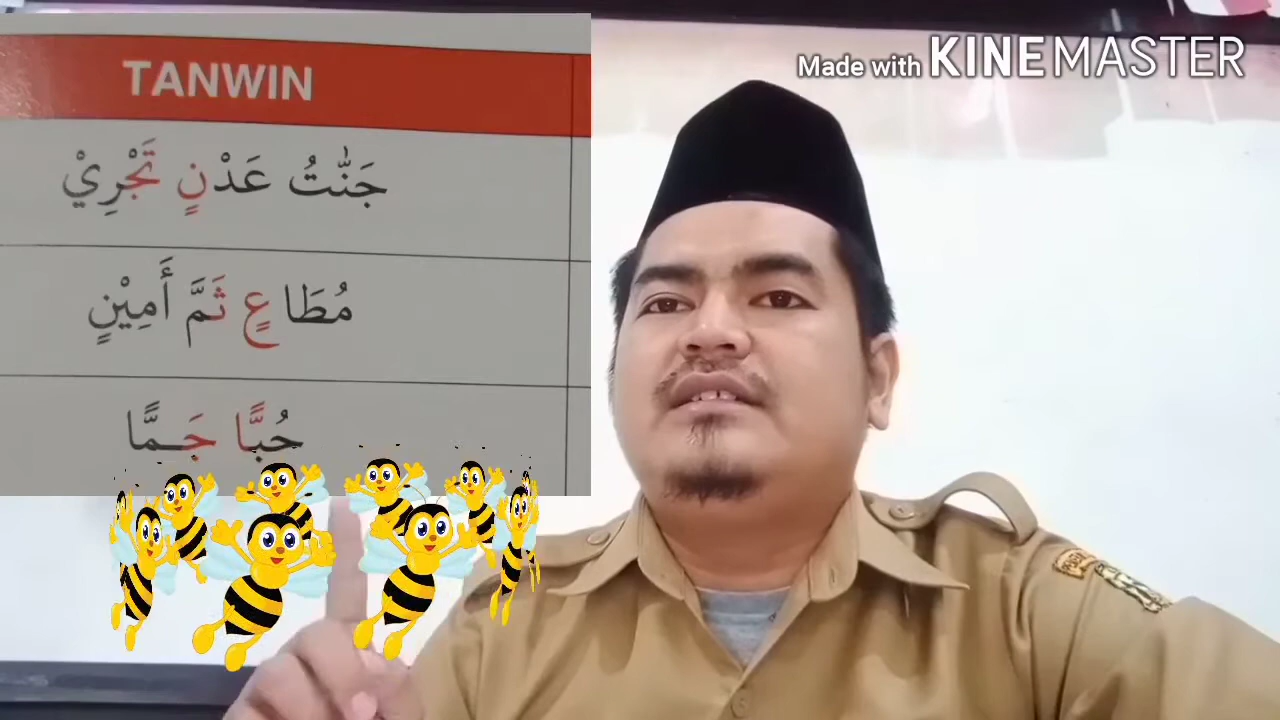 TANWIN
جَنّٰتُ عَدْنٍ تَجْرِيْ
مُطَاعٍ ثَمَّ أَمِيْنٍ
حُبًّا جَمًّا
Made with KINEMASTER